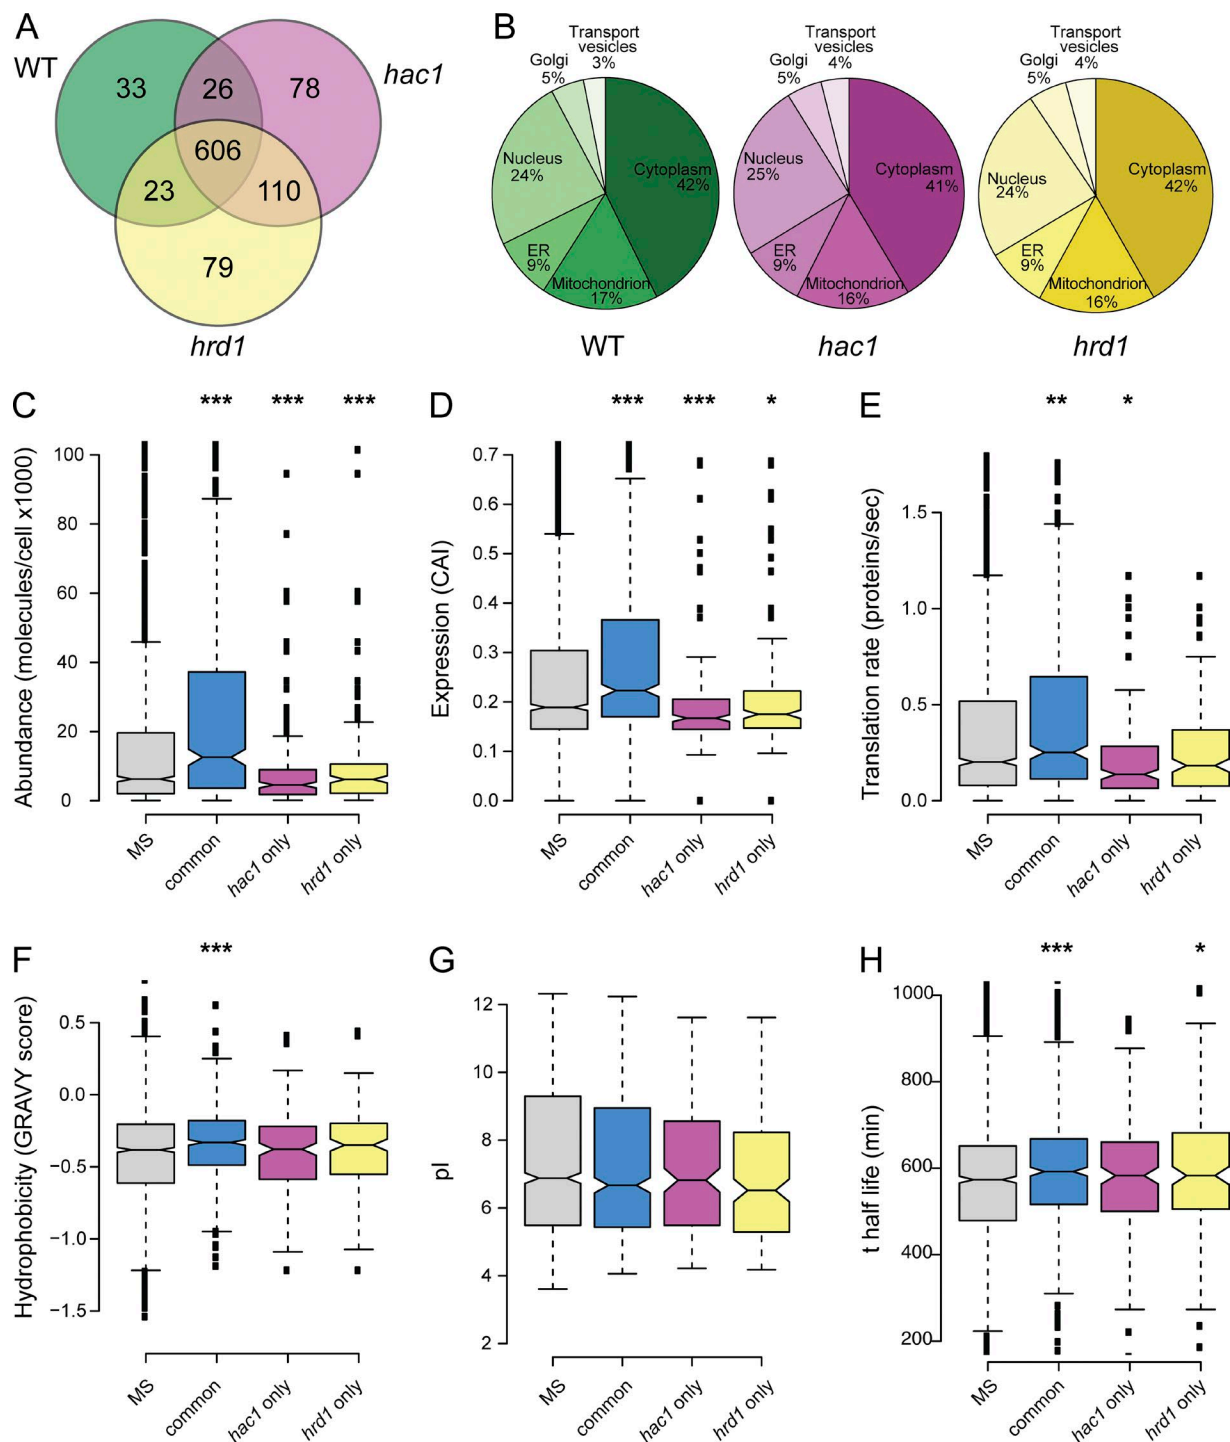 A
WT
33
26
78
hac1
606
23
110
79
hrd1
B
Transport
vesicles
3%
Golgi
5%
Nucleus
24%
Cytoplasm
42%
ER
9%
Mitochondrion
17%
WT
Transport
vesicles
4%
Golgi
5%
Nucleus
25%
Cytoplasm
41%
ER
9%
Mitochondrion
16%
hac1
Transport
vesicles
4%
Golgi
5%
Nucleus
24%
Cytoplasm
42%
ER
9%
Mitochondrion
16%
hrd1
C
*** *** ***
Abundance (molecules/cell x1000)
100
80
60
40
20
0
MS
common
hac1 only
hrd1 only
D
*** *** *
Expression (CAI)
0.7
0.6
0.5
0.4
0.3
0.2
0.1
0.0
MS
common
hac1 only
hrd1 only
E
** *
Translation rate (proteins/sec)
1.5
1.0
0.5
0.0
MS
common
hac1 only
hrd1 only
F
***
Hydrophobicity (GRAVY score)
0.5
0.0
−0.5
−1.0
−1.5
MS
common
hac1 only
hrd1 only
G
pI
12
10
8
6
4
2
MS
common
hac1 only
hrd1 only
H
*** *
t half life (min)
1000
800
600
400
200
MS
common
hac1 only
hrd1 only